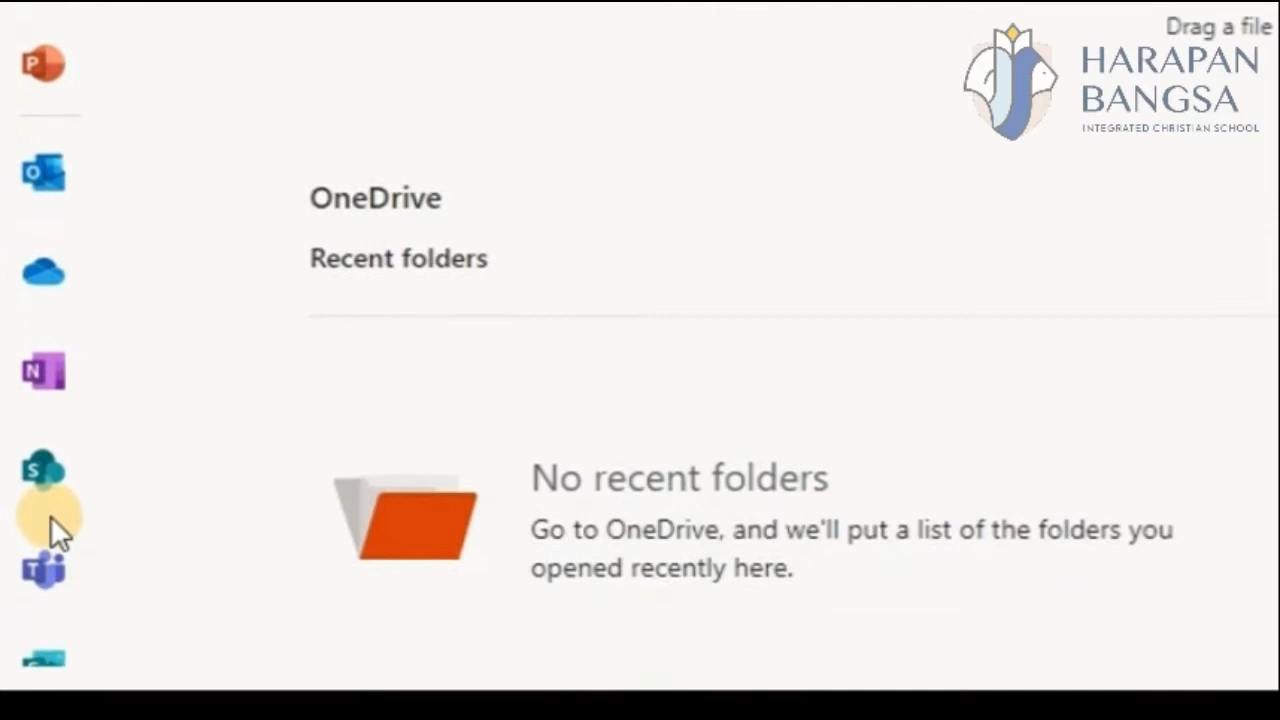 Drag a file
HARAPAN
BANGSA
INTEGRATED CHRISTIAN SCHOOL
P
O
OneDrive
Recent folders
N
S
No recent folders
Go to OneDrive, and we'll put a list of the folders you
opened recently here.
T